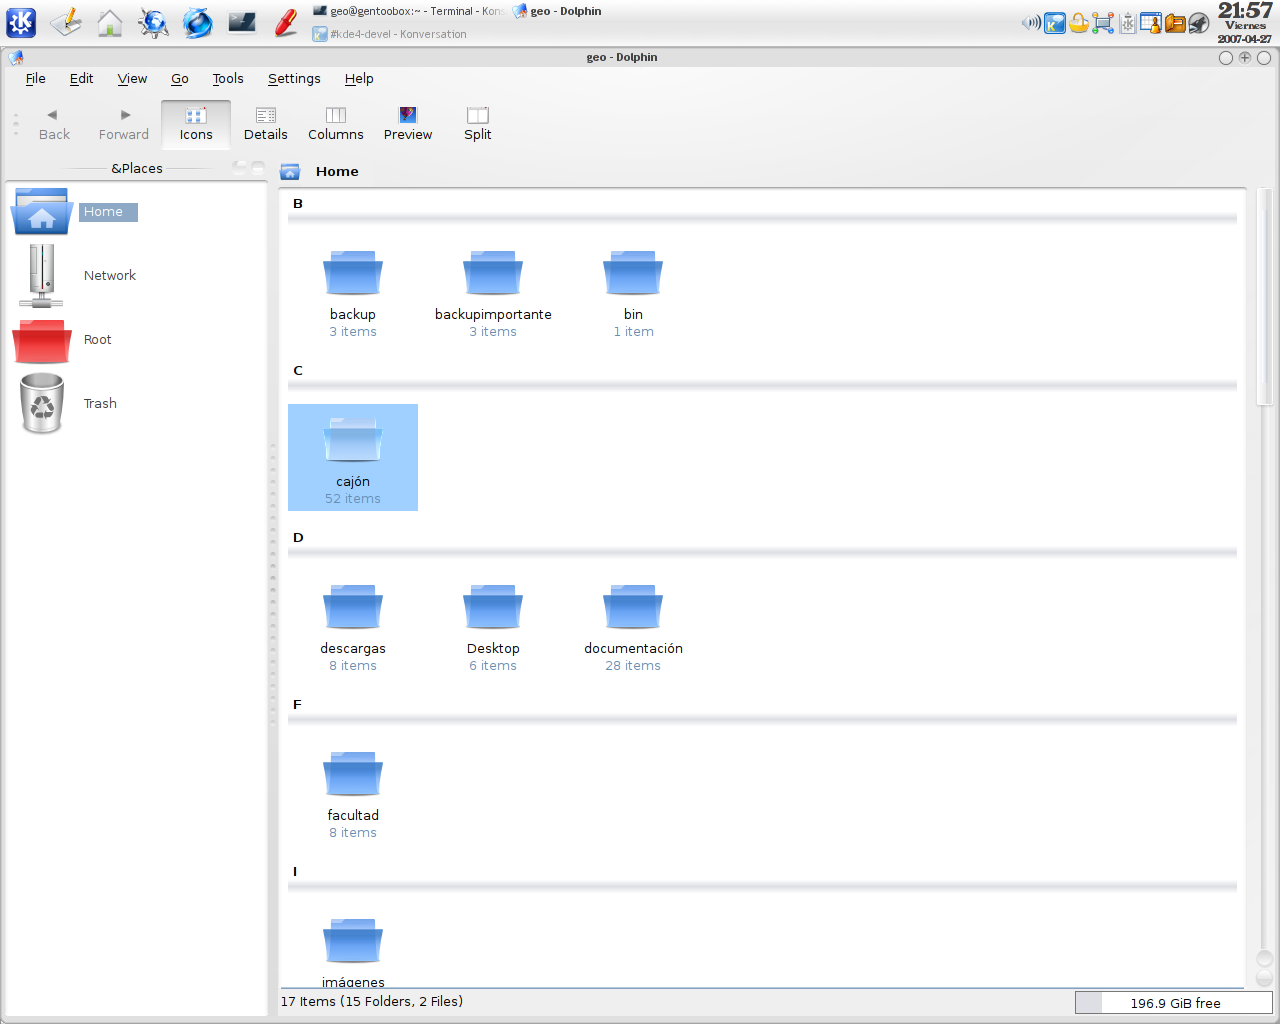 geo@gentoobox:~ - Terminal - Kons
geo - Dolphin
#kde4-devel - Konversation
21:57
Viernes
2007-04-27
geo - Dolphin
File Edit View Go Tools Settings Help
Back Forward Icons Details Columns Preview Split
&Places
Home
Home
Network
Root
Trash
B
backup backupimportante bin
3 items 3 items 1 item
C
cajón
52 items
D
descargas Desktop documentación
8 items 6 items 28 items
F
facultad
8 items
I
imágenes
17 Items (15 Folders, 2 Files)
196.9 GiB free